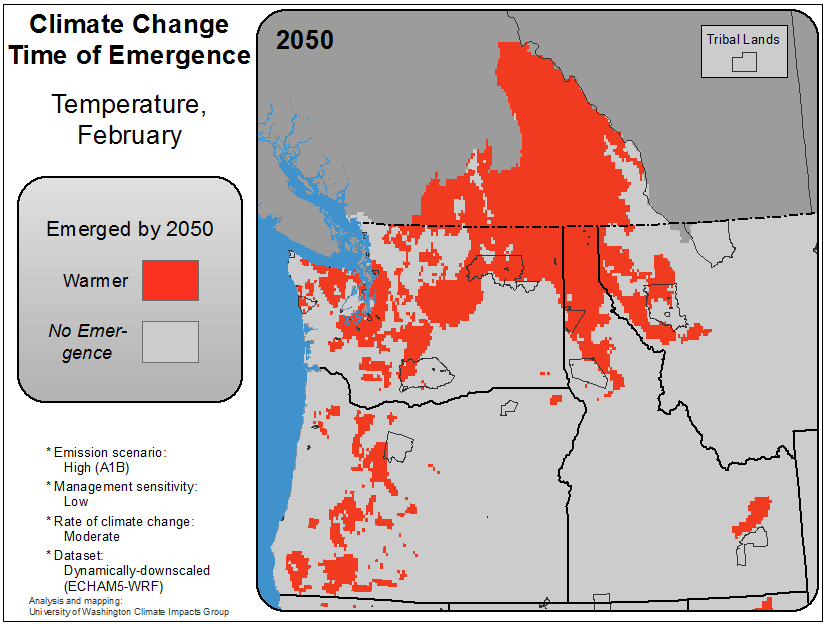 Climate Change
Time of Emergence
Temperature,
February
Emerged by 2050
Warmer
No Emer-
gence
* Emission scenario:
High (A1B)
* Management sensitivity:
Low
* Rate of climate change:
Moderate
* Dataset:
Dynamically-downscaled
(ECHAM5-WRF)
Analysis and mapping:
University of Washington Climate Impacts Group
2050
Tribal Lands